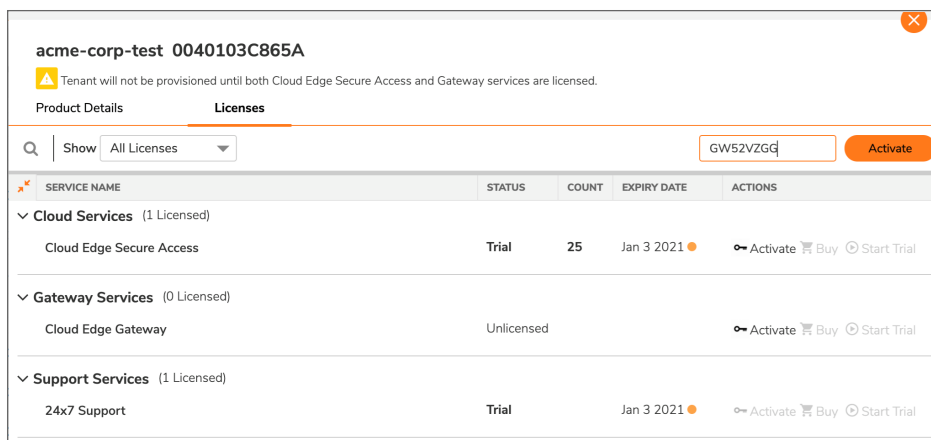 acme-corp-test 0040103C865A
Tenant will not be provisioned until both Cloud Edge Secure Access and Gateway services are licensed.
Product Details Licenses
Show All Licenses GW52VZGG Activate
SERVICE NAME STATUS COUNT EXPIRY DATE ACTIONS
Cloud Services (1 Licensed)
Cloud Edge Secure Access Trial 25 Jan 3 2021 Activate Buy Start Trial
Gateway Services (0 Licensed)
Cloud Edge Gateway Unlicensed Activate Buy Start Trial
Support Services (1 Licensed)
24x7 Support Trial Jan 3 2021 Activate Buy Start Trial